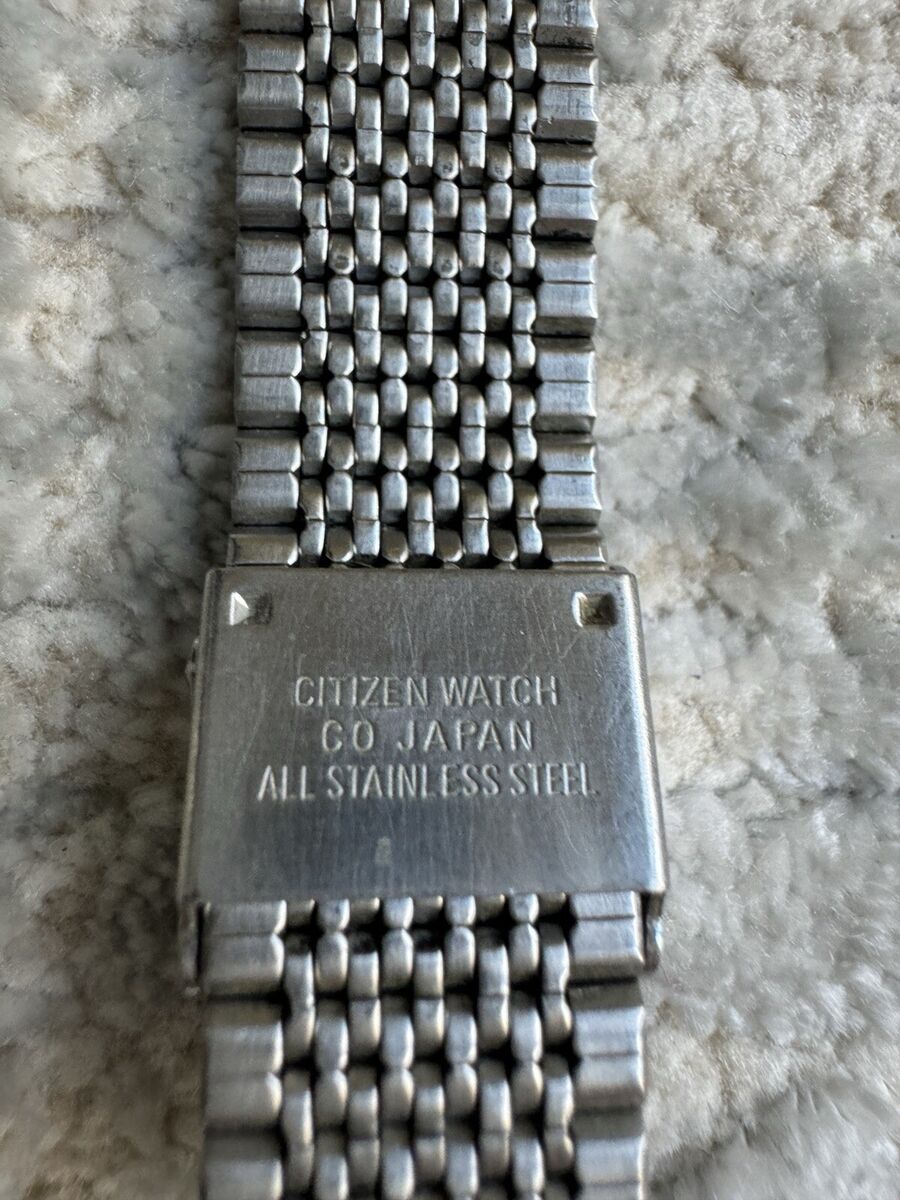 CITIZEN WATCH
CO JAPAN
ALL STAINLESS STEEL